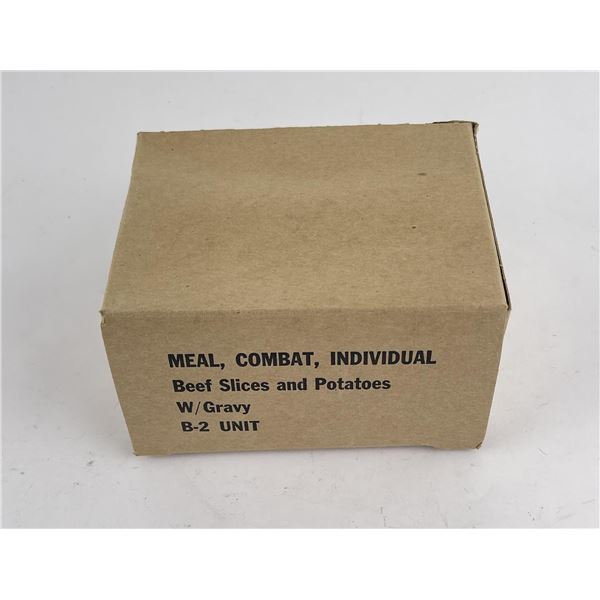 MEAL, COMBAT, INDIVIDUAL
Beef Slices and Potatoes
W/Gravy
B-2 UNIT